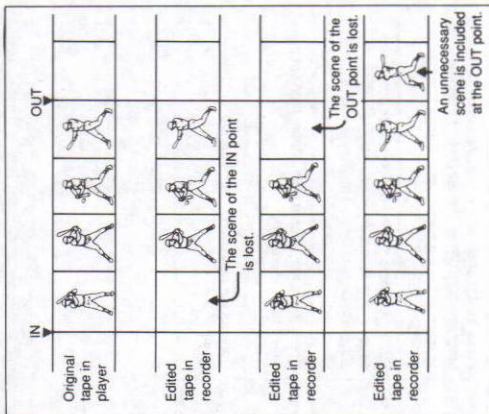 IN
OUT
Original
tape in
player
Edited
tape in
recorder
The scene of the IN point
is lost.
Edited
tape in
recorder
The scene of the
OUT point is lost.
Edited
tape in
recorder
An unnecessary
scene is included
at the OUT point.